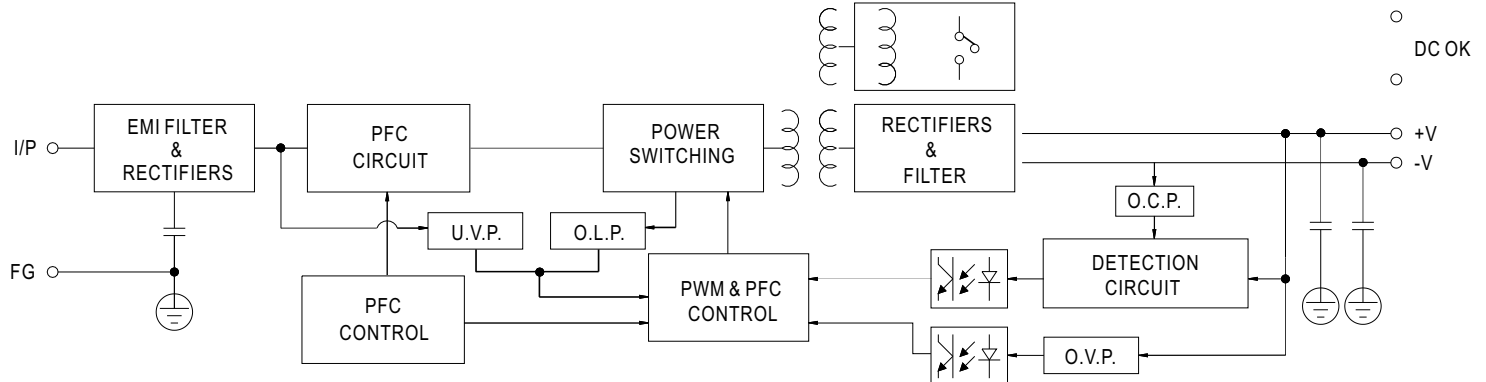 DC OK
I/P
EMI FILTER
&
RECTIFIERS
PFC
CIRCUIT
POWER
SWITCHING
RECTIFIERS
&
FILTER
+V
-V
O.C.P.
U.V.P.
O.L.P.
FG
PFC
CONTROL
PWM & PFC
CONTROL
DETECTION
CIRCUIT
O.V.P.